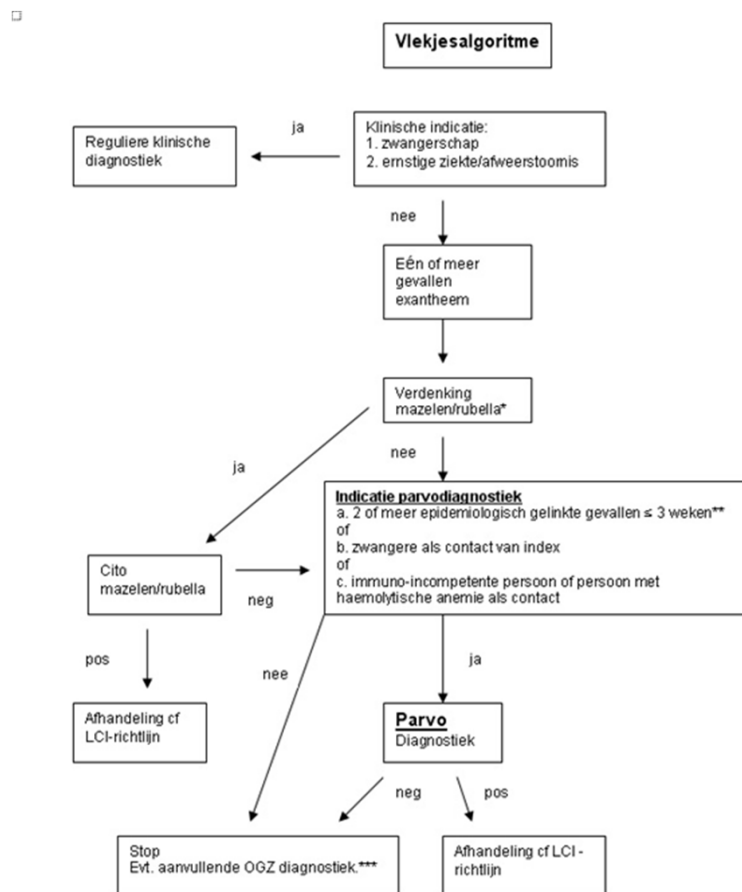 Vlekjesalgoritme
ja
Reguliere klinische
diagnostiek
Klinische indicatie:
1. zwangerschap
2. ernstige ziekte/afweerstoornis
nee
Eén of meer
gevallen
exantheem
Verdenking
mazelen/rubella*
ja
nee
Indicatie parvodiagnostiek
a. 2 of meer epidemiologisch gelinkte gevallen ≤ 3 weken**
of
b. zwangere als contact van index
of
c. immuno-incompetente persoon of persoon met
haemolytische anemie als contact
Cito
mazelen/rubella
neg
pos
nee
ja
Afhandeling cf
LCI-richtlijn
Parvo
Diagnostiek
neg
pos
Stop
Evt. aanvullende OGZ diagnostiek.***
Afhandeling cf LCI -
richtlijn